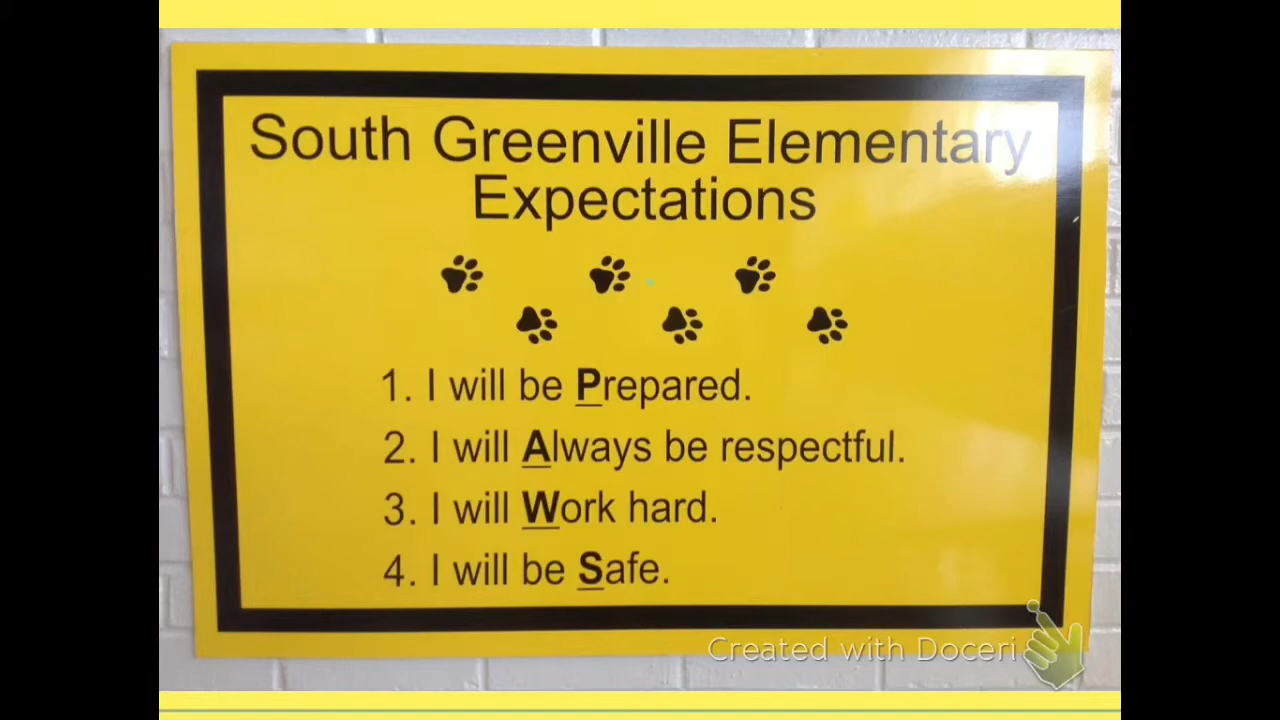 South Greenville Elementary
Expectations
1. I will be Prepared.
2. I will Always be respectful.
3. I will Work hard.
4. I will be Safe.
Created with Doceri